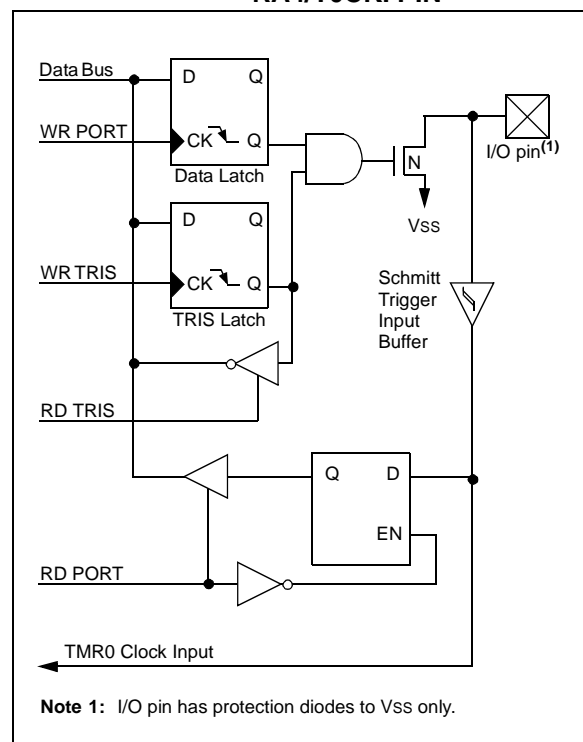 RA4/T0CKI PIN
Data Bus
D Q
WR PORT
CK Q
Data Latch
N
I/O pin(1)
VSS
D Q
WR TRIS
CK Q
TRIS Latch
Schmitt
Trigger
Input
Buffer
RD TRIS
Q D
EN
RD PORT
TMR0 Clock Input
Note 1: I/O pin has protection diodes to VSS only.